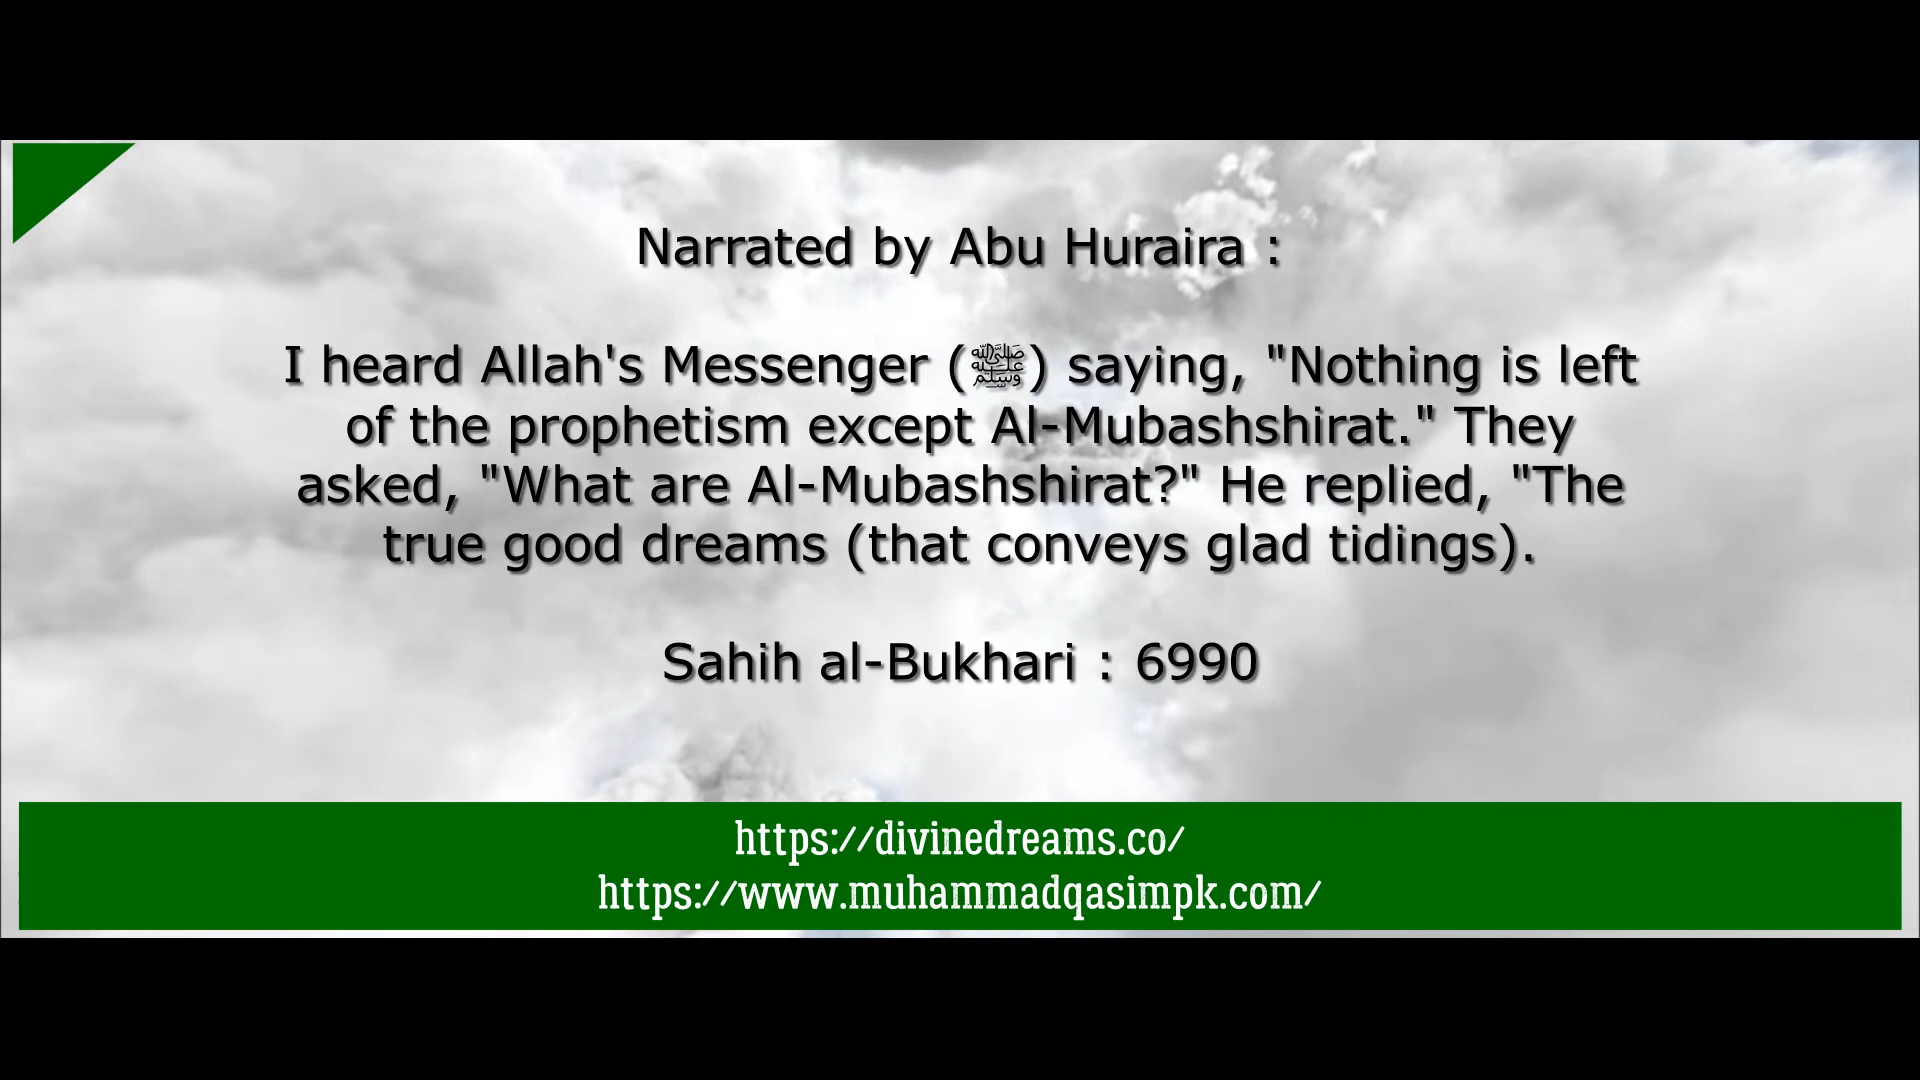 Narrated by Abu Huraira :
I heard Allah's Messenger (ﷺ) saying, "Nothing is left
of the prophetism except Al-Mubashshirat." They
asked, "What are Al-Mubashshirat?" He replied, "The
true good dreams (that conveys glad tidings).
Sahih al-Bukhari : 6990
https://divinedreams.co/
https://www.muhammadqasimpk.com/